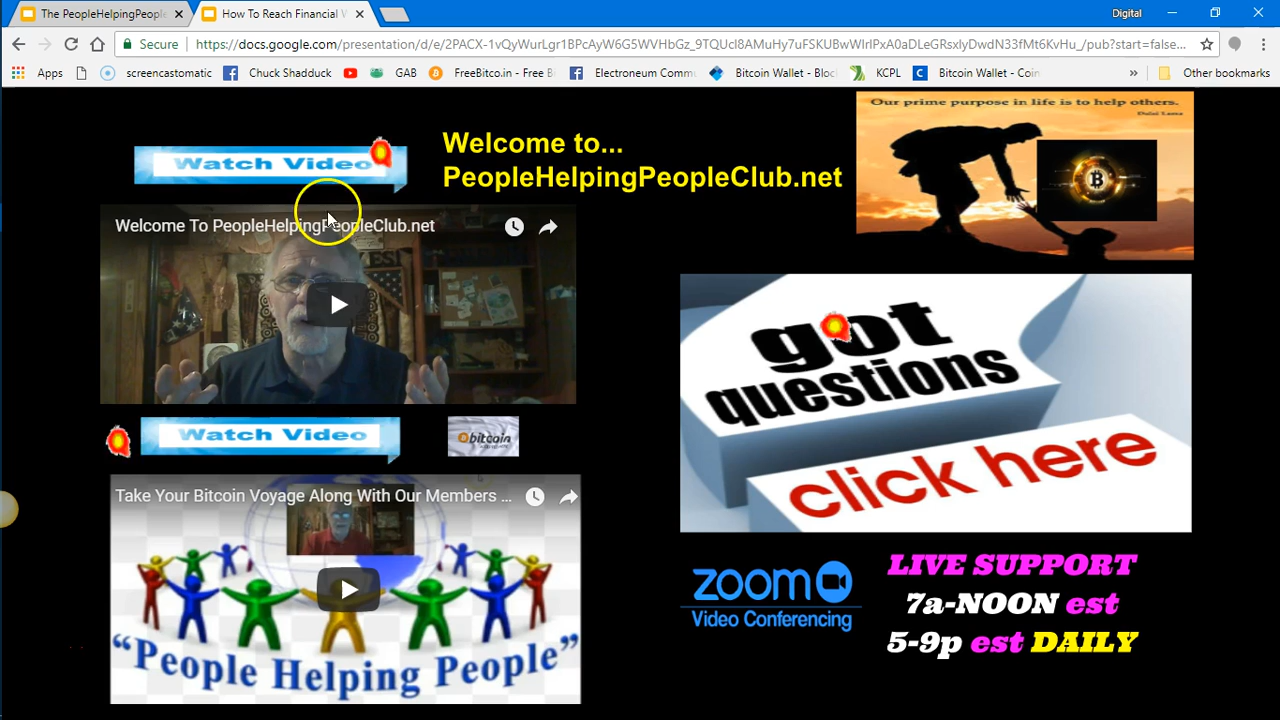 The PeopleHelpingPeople
How To Reach Financial
Digital
Secure
https://docs.google.com/presentation/d/e/2PACX-1vQyWurLgr1BPcAyW6G5WVHbGz_9TQUcI8AMuHy7uFSKUBwWIrIPxA0aDLeGRsxlyDwdN33fMt6KvHu_/pub?start=false...
Apps
screencastomatic
Chuck Shadduck
GAB
FreeBitco.in - Free B
Electroneum Comm
Bitcoin Wallet - Bloc
KCPL
Bitcoin Wallet - Coin
»
Other bookmarks
Watch Video
Welcome to...
PeopleHelpingPeopleClub.net
Our prime purpose in life is to help others.
Dalai Lama
Welcome To PeopleHelpingPeopleClub.net
got
questions
click here
Watch Video
bitcoin
Take Your Bitcoin Voyage Along With Our Members ...
"People Helping People"
zoom
Video Conferencing
LIVE SUPPORT
7a-NOON est
5-9p est DAILY